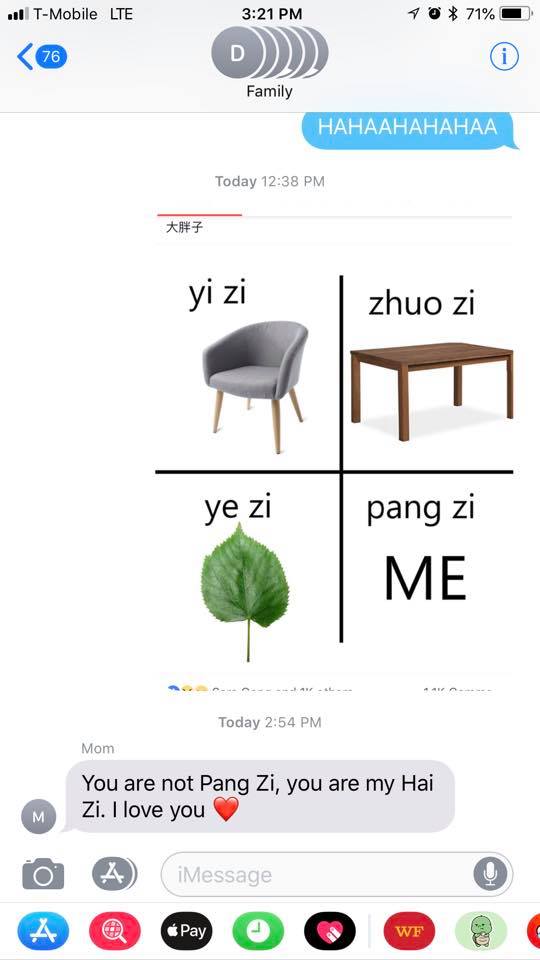 T-Mobile LTE 3:21 PM 71%
76
D
Family
HAHAAHAHAHAA
Today 12:38 PM
大胖子
yi zi
zhuo zi
ye zi
pang zi
ME
Today 2:54 PM
Mom
You are not Pang Zi, you are my Hai
Zi. I love you ❤️
M
iMessage
Pay
WF